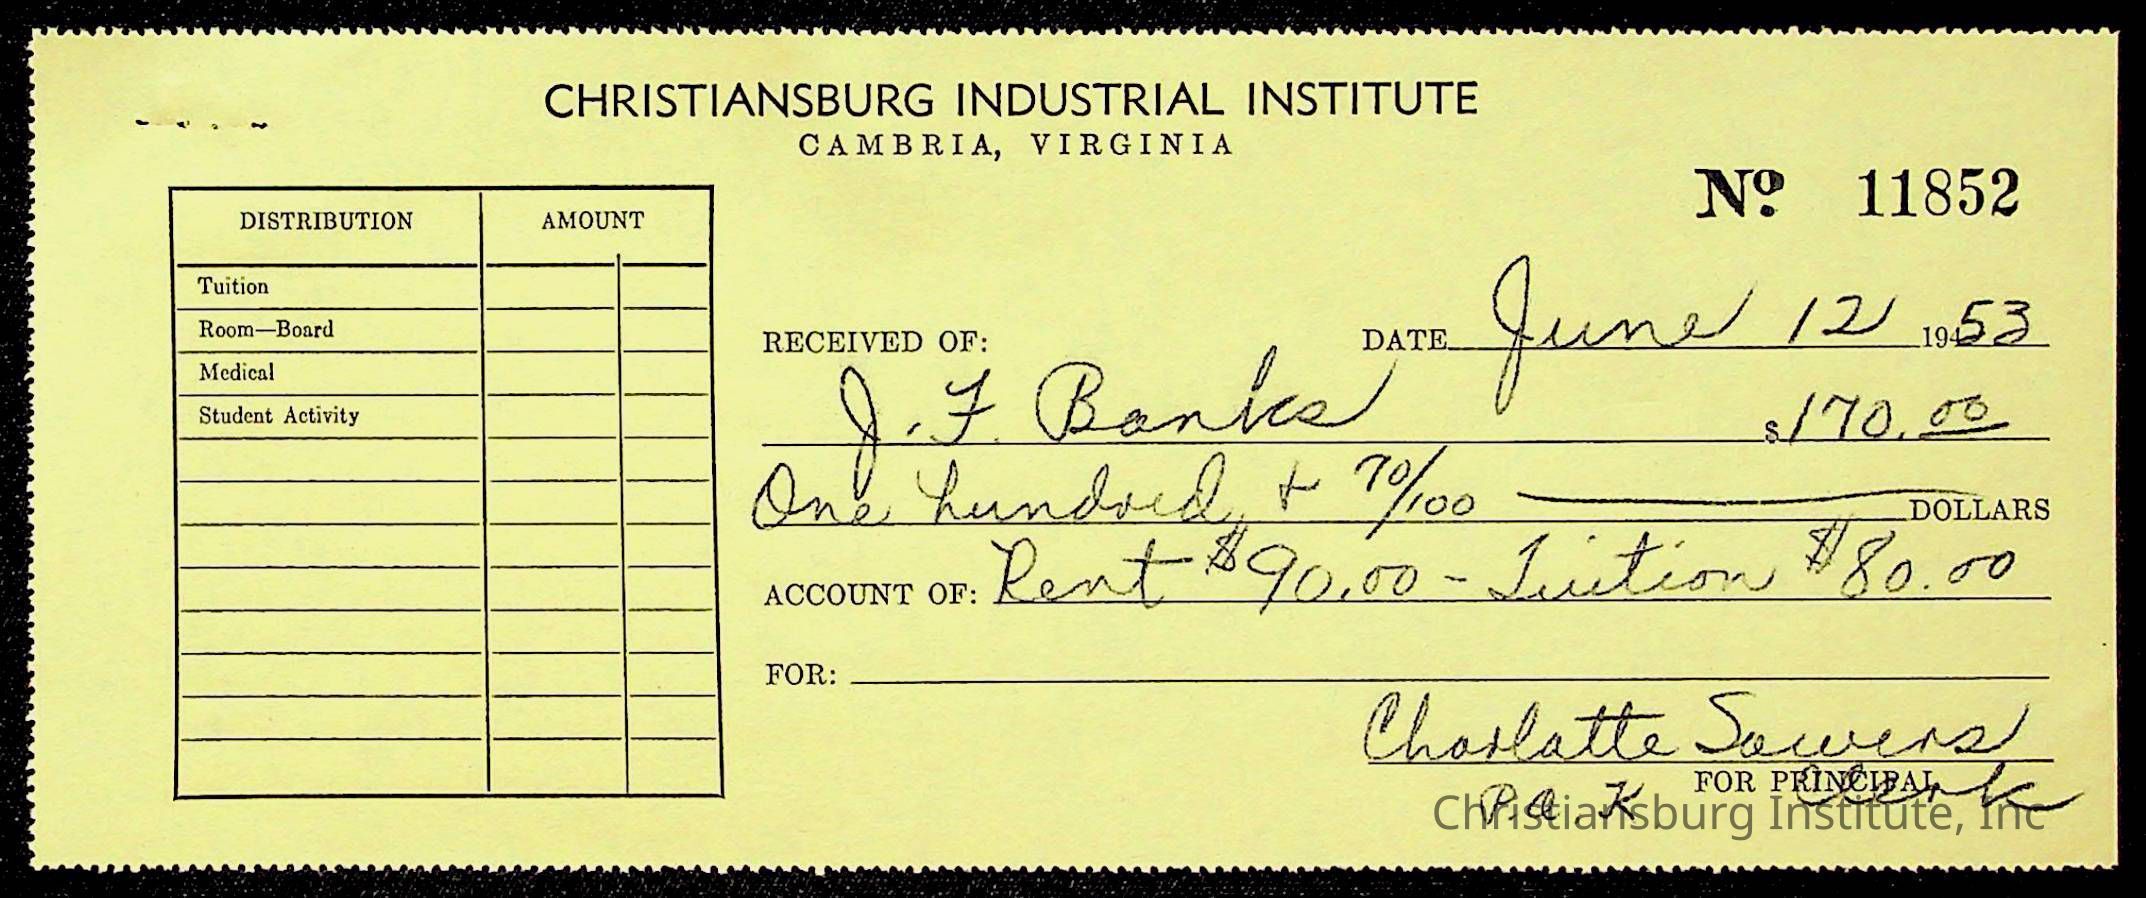 CHRISTIANSBURG INDUSTRIAL INSTITUTE
CAMBRIA, VIRGINIA
Nº 11852
DISTRIBUTION AMOUNT
Tuition
Room—Board
Medical
Student Activity
RECEIVED OF: DATE June 12 19453
J. F. Banks $170.00
One hundred + 70/100 DOLLARS
ACCOUNT OF: Rent $90.00 - Tuition $80.00
FOR:
Charlotte Sowers
FOR PRINCIPAL
P.a.K Clerk
Christiansburg Institute, Inc